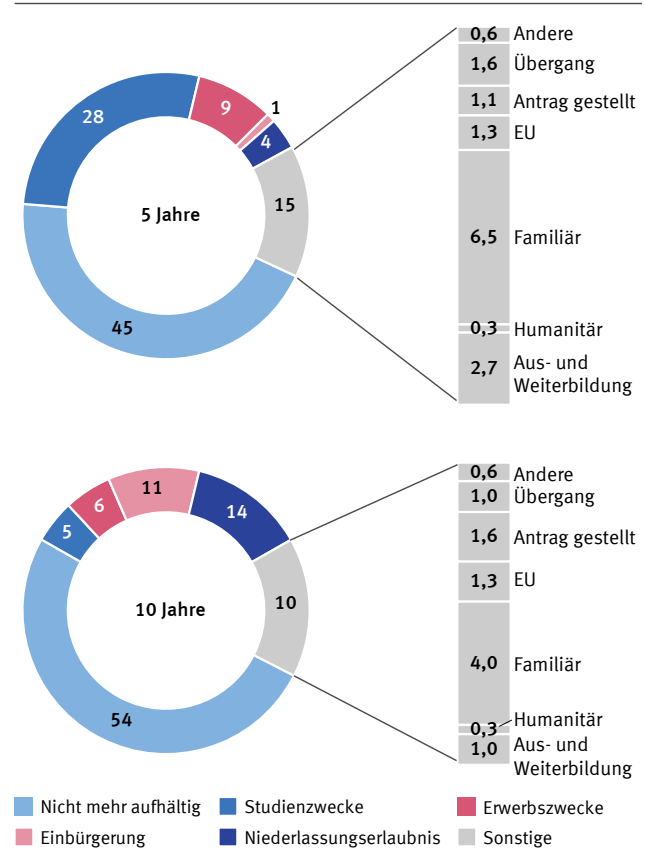 0,6 Andere
1,6 Übergang
1,1 Antrag gestellt
1,3 EU
6,5 Familiär
0,3 Humanitär
2,7 Aus- und
Weiterbildung
28
9
1
4
15
45
5 Jahre
0,6 Andere
1,0 Übergang
1,6 Antrag gestellt
1,3 EU
4,0 Familiär
0,3 Humanitär
1,0 Aus- und
Weiterbildung
5
6
11
14
10
54
10 Jahre
Nicht mehr aufhältig
Studienzwecke
Erwerbszwecke
Einbürgerung
Niederlassungserlaubnis
Sonstige